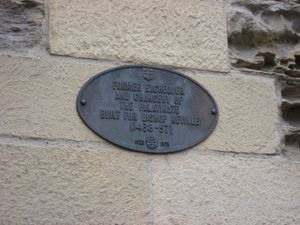 FORMER EXCHEQUER
AND CHANCERY OF
THE PALATINATE
BUILT FOR BISHOP NEVILLE
(1438-57)